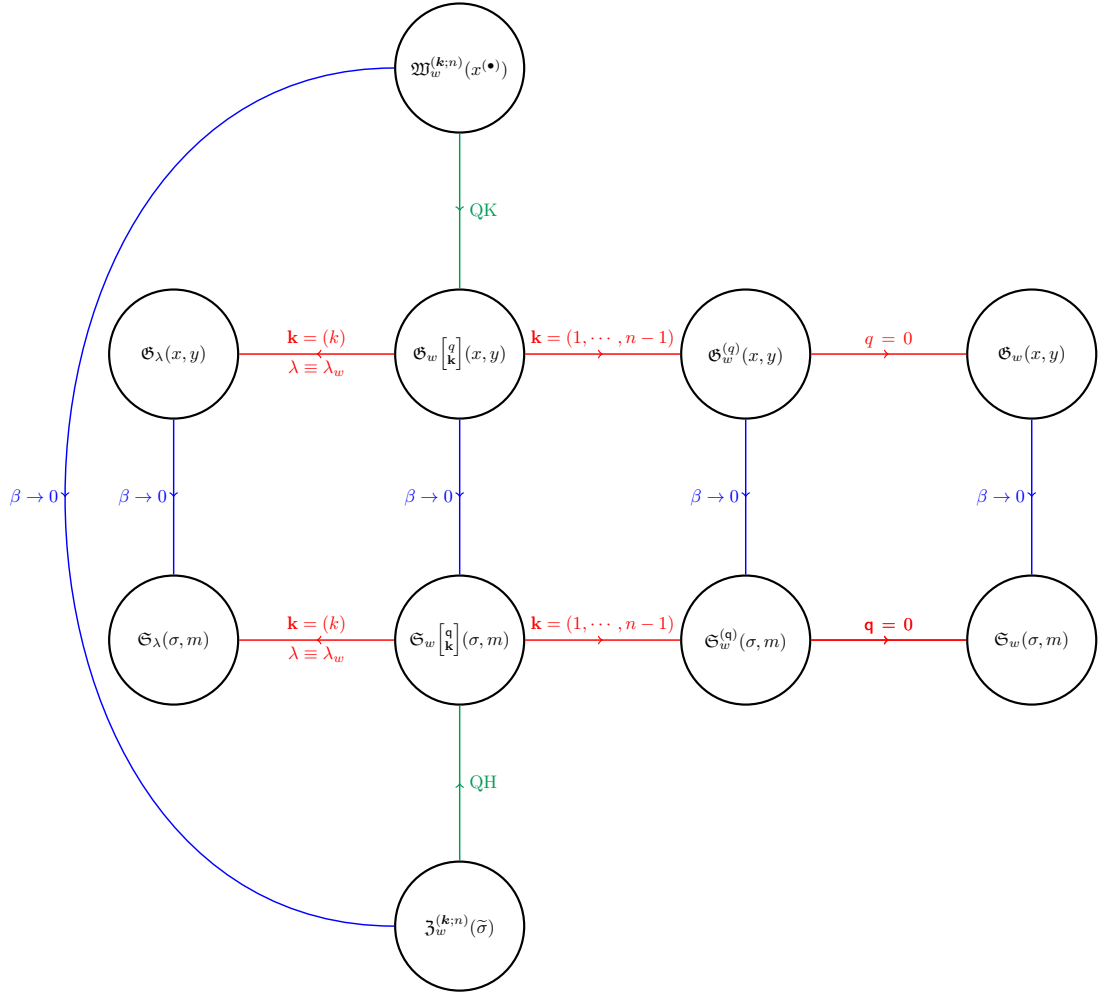 𝔚_w^{(𝒌;n)}(x^{(•)})
QK
𝐤 = (k)
λ ≡ λ_w
𝐤 = (1, ⋯ , n − 1)
q = 0
𝔊_λ(x, y)
𝔊_w[q 𝐤](x, y)
𝔊_w^{(q)}(x, y)
𝔊_w(x, y)
β → 0
β → 0
β → 0
β → 0
β → 0
𝐤 = (k)
λ ≡ λ_w
𝐤 = (1, ⋯ , n − 1)
𝗾 = 0
𝔖_λ(σ, m)
𝔖_w[𝗊 𝐤](σ, m)
𝔖_w^{(𝗊)}(σ, m)
𝔖_w(σ, m)
QH
ℨ_w^{(𝒌;n)}(σ̃)